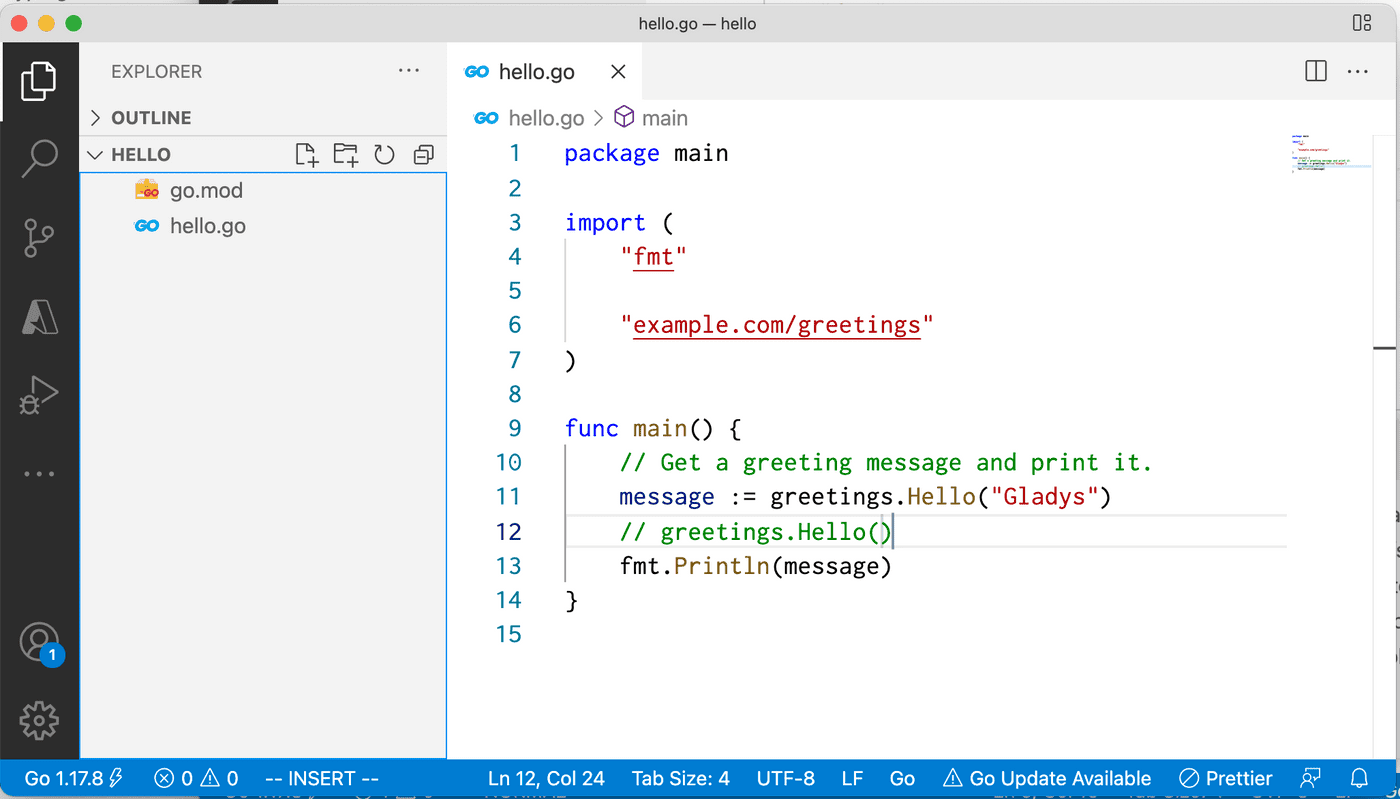 hello.go — hello
EXPLORER
OUTLINE
HELLO
go.mod
hello.go
hello.go
hello.go > main
1 package main
2
3 import (
4 "fmt"
5
6 "example.com/greetings"
7 )
8
9 func main() {
10 // Get a greeting message and print it.
11 message := greetings.Hello("Gladys")
12 // greetings.Hello()
13 fmt.Println(message)
14 }
15
1
Go 1.17.8 0 0 -- INSERT -- Ln 12, Col 24 Tab Size: 4 UTF-8 LF Go Go Update Available Prettier